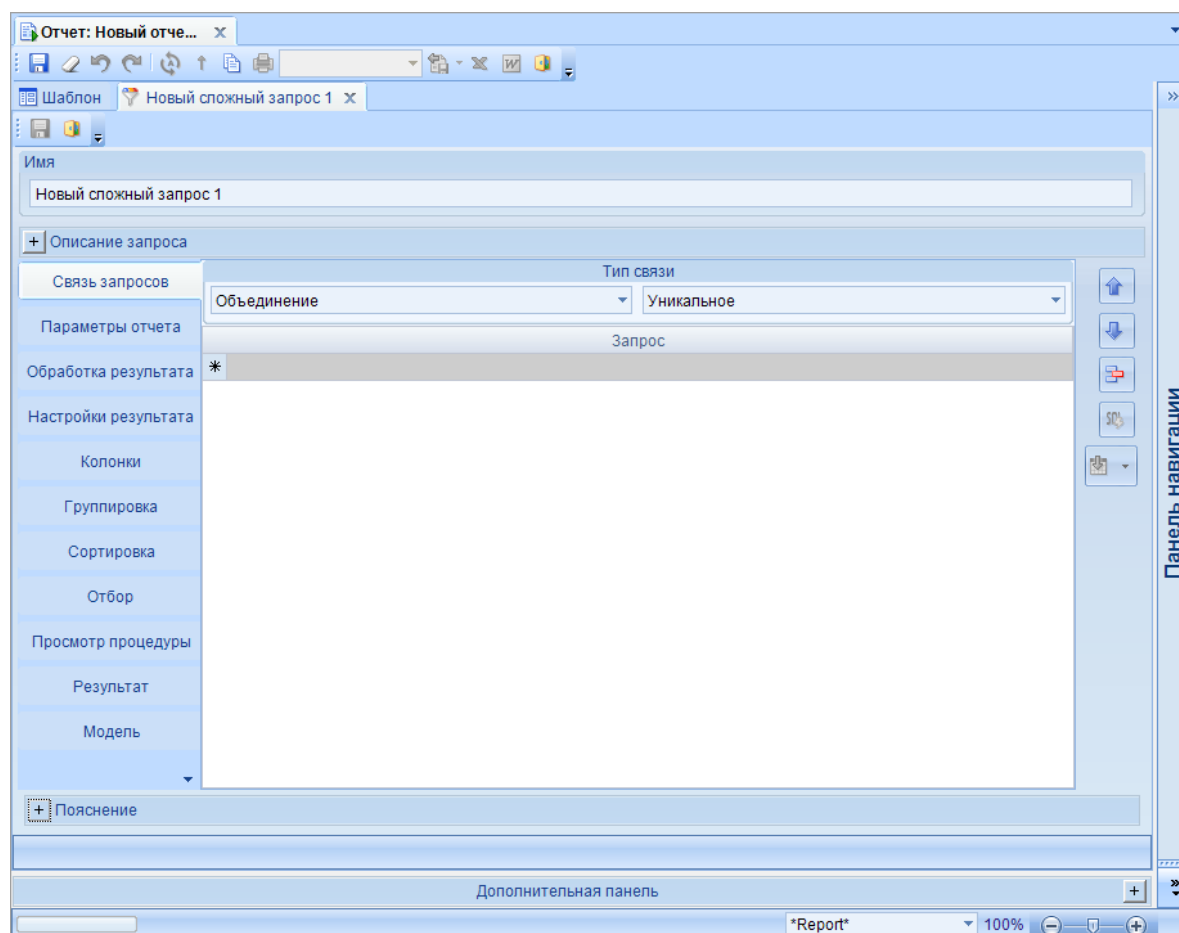 Отчет: Новый отче...
Шаблон
Новый сложный запрос 1
Имя
Новый сложный запрос 1
Описание запроса
Связь запросов
Параметры отчета
Обработка результата
Настройки результата
Колонки
Группировка
Сортировка
Отбор
Просмотр процедуры
Результат
Модель
Тип связи
Объединение
Уникальное
Запрос
SQL
Панель навигации
Пояснение
Дополнительная панель
*Report*
100%